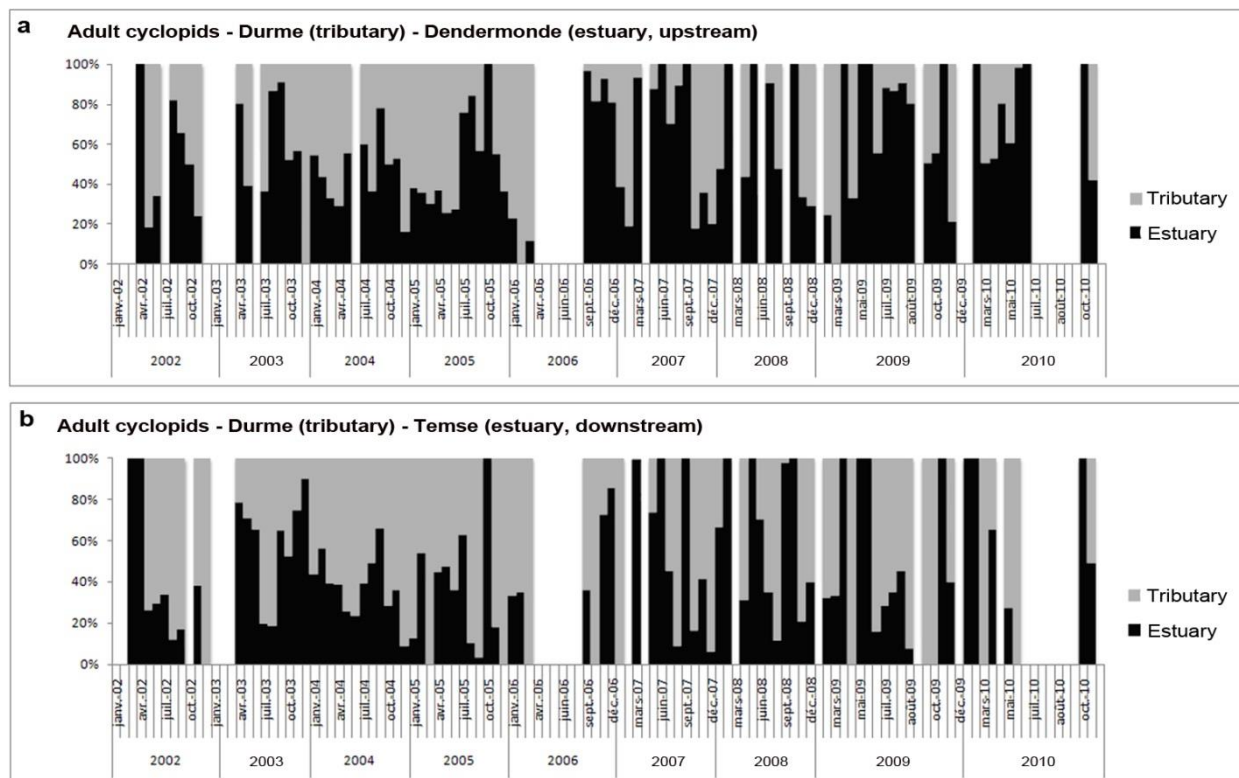 a Adult cyclopids - Durme (tributary) - Dendermonde (estuary, upstream)
100%
80%
60%
40%
20%
0%
janv.-02 avr.-02 juil.-02 oct.-02 janv.-03 avr.-03 juil.-03 oct.-03 janv.-04 avr.-04 juil.-04 oct.-04 janv.-05 avr.-05 juil.-05 oct.-05 janv.-06 avr.-06 juin-06 sept.-06 déc.-06 mars-07 juin-07 sept.-07 déc.-07 mars-08 juin-08 sept.-08 déc.-08 mars-09 mai-09 juil.-09 août-09 oct.-09 déc.-09 mars-10 mai-10 juil.-10 août-10 oct.-10
2002 2003 2004 2005 2006 2007 2008 2009 2010
Tributary
Estuary
b Adult cyclopids - Durme (tributary) - Temse (estuary, downstream)
100%
80%
60%
40%
20%
0%
janv.-02 avr.-02 juil.-02 oct.-02 janv.-03 avr.-03 juil.-03 oct.-03 janv.-04 avr.-04 juil.-04 oct.-04 janv.-05 avr.-05 juil.-05 oct.-05 janv.-06 avr.-06 juin-06 sept.-06 déc.-06 mars-07 juin-07 sept.-07 déc.-07 mars-08 juin-08 sept.-08 déc.-08 mars-09 mai-09 juil.-09 août-09 oct.-09 déc.-09 mars-10 mai-10 juil.-10 août-10 oct.-10
2002 2003 2004 2005 2006 2007 2008 2009 2010
Tributary
Estuary